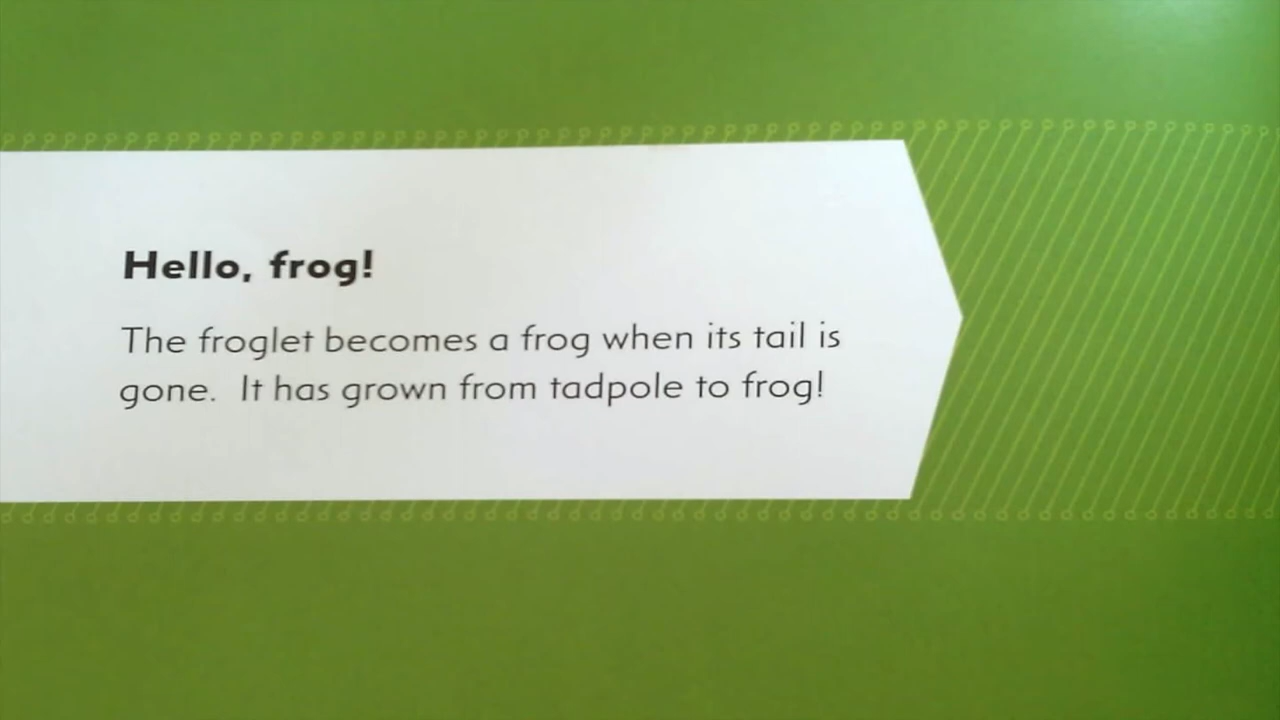 Hello, frog!
The froglet becomes a frog when its tail is
gone.  It has grown from tadpole to frog!